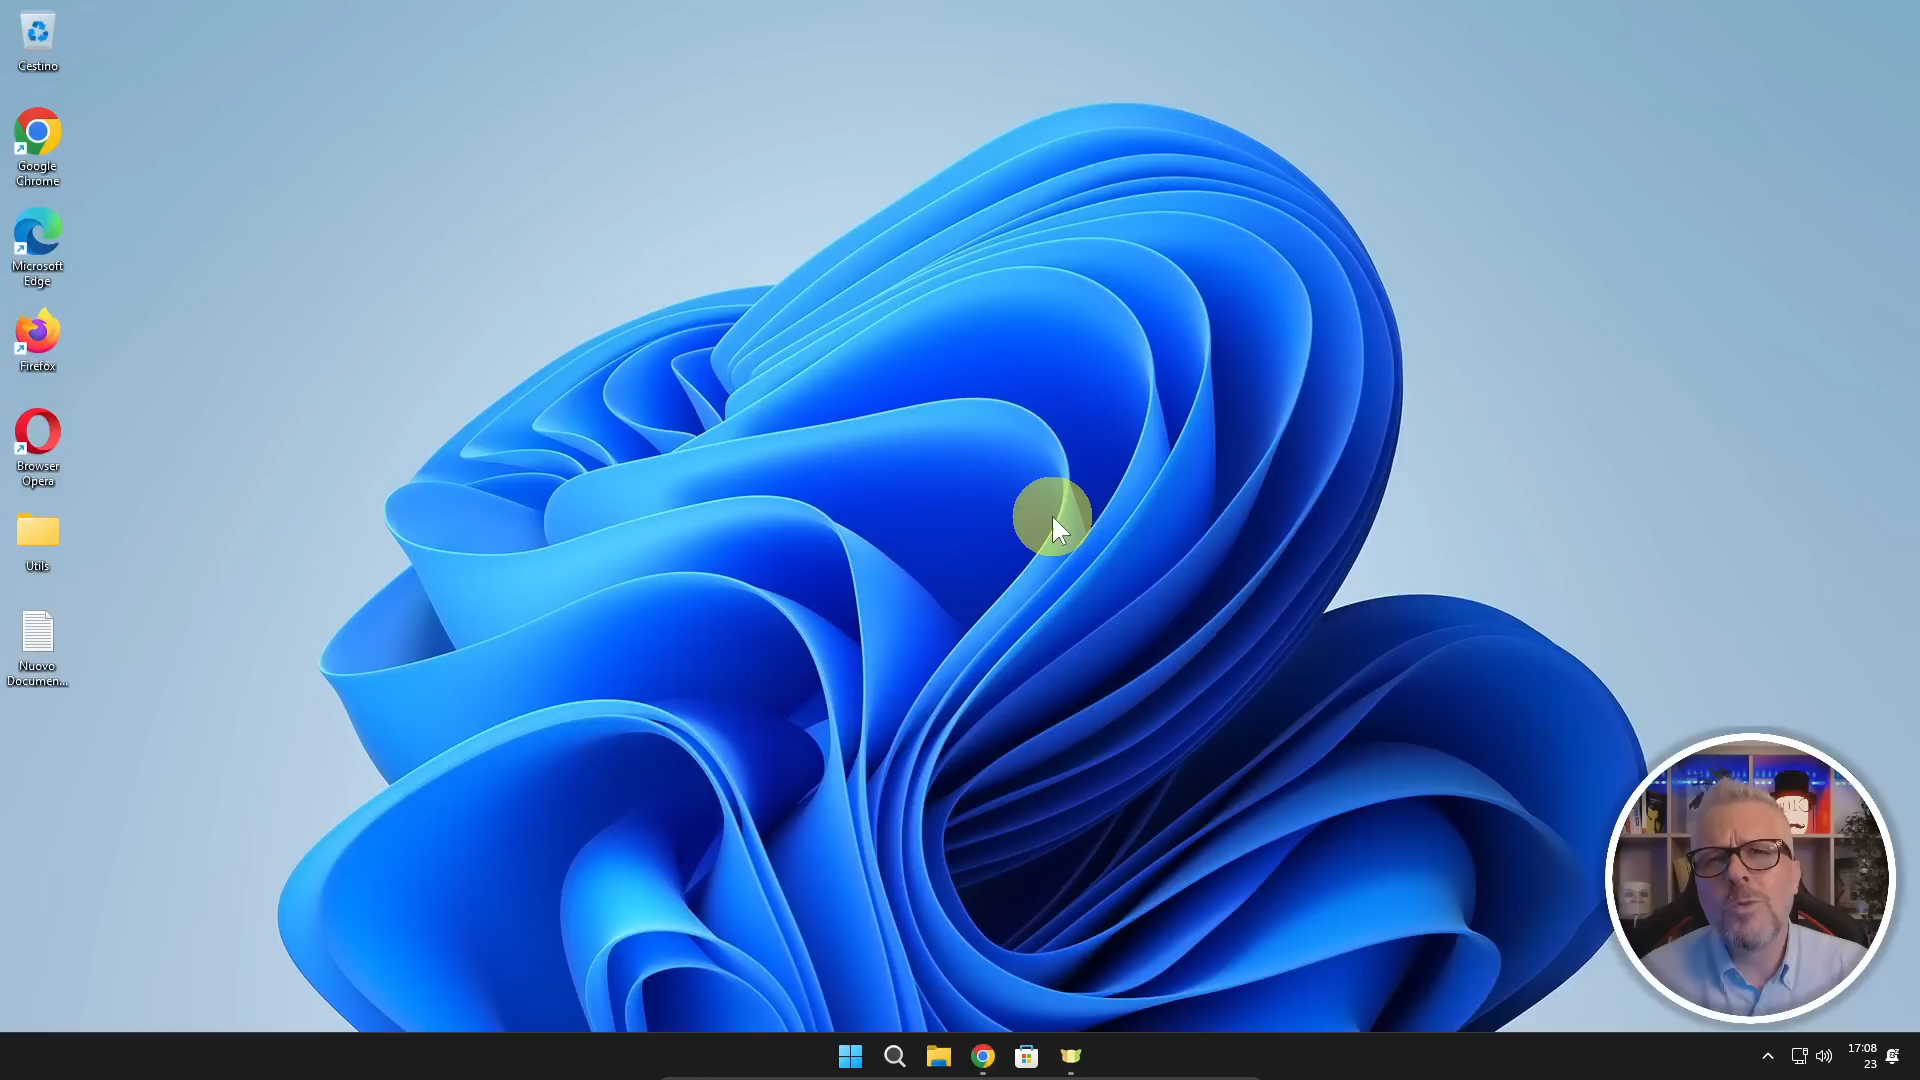 Cestino
Google
Chrome
Microsoft
Edge
Firefox
Browser
Opera
Utils
Nuovo
Documen...
17:08
23